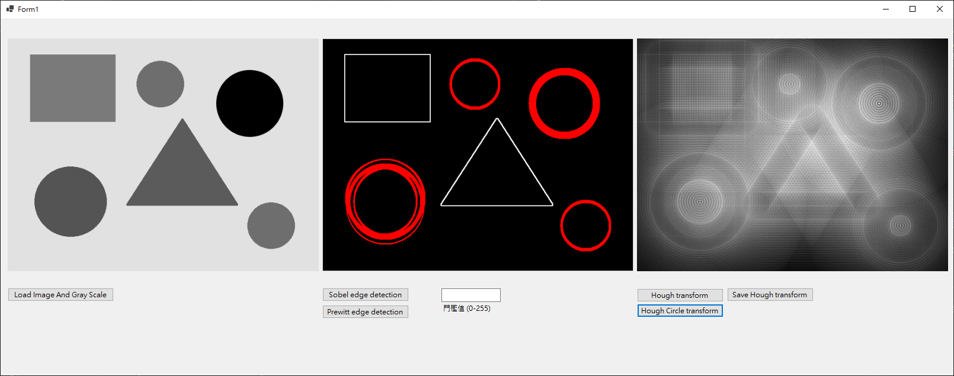 Form1
Load Image And Gray Scale
Sobel edge detection
Prewitt edge detection
門檻值 (0-255)
Hough transform
Save Hough transform
Hough Circle transform